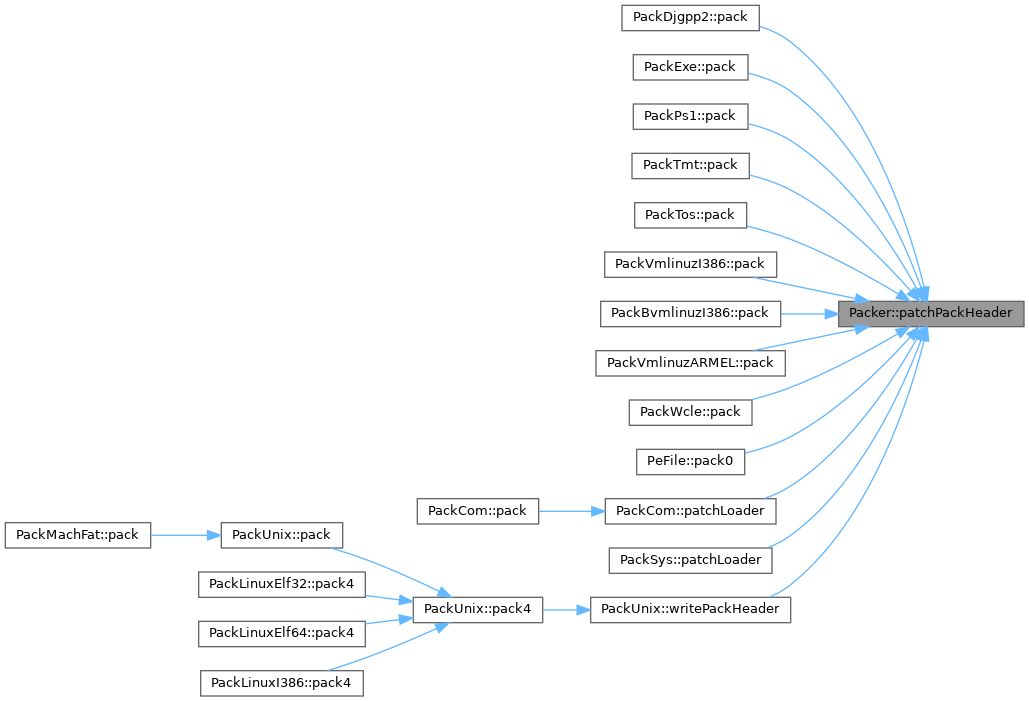 PackDjgpp2::pack
PackExe::pack
PackPs1::pack
PackTmt::pack
PackTos::pack
PackVmlinuzI386::pack
PackBvmlinuzI386::pack
Packer::patchPackHeader
PackVmlinuzARMEL::pack
PackWcle::pack
PeFile::pack0
PackCom::pack
PackCom::patchLoader
PackMachFat::pack
PackUnix::pack
PackSys::patchLoader
PackLinuxElf32::pack4
PackUnix::pack4
PackUnix::writePackHeader
PackLinuxElf64::pack4
PackLinuxI386::pack4